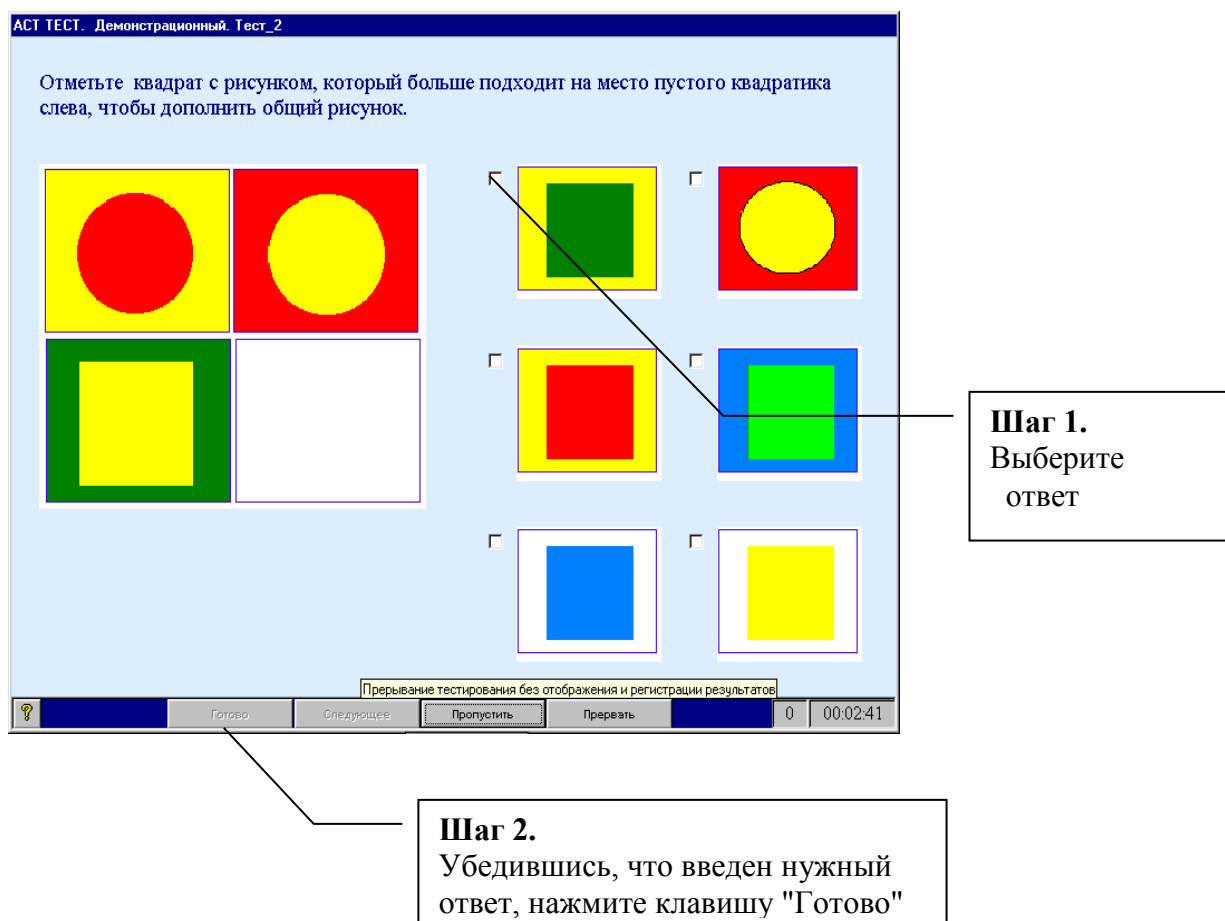 АСТ ТЕСТ. Демонстрационный. Тест_2
Отметьте квадрат с рисунком, который больше подходит на место пустого квадратика
слева, чтобы дополнить общий рисунок.
Шаг 1.
Выберите
ответ
Прерывание тестирования без отображения и регистрации результатов
? Готово Следующее Пропустить Прервать 0 00:02:41
Шаг 2.
Убедившись, что введен нужный
ответ, нажмите клавишу "Готово"